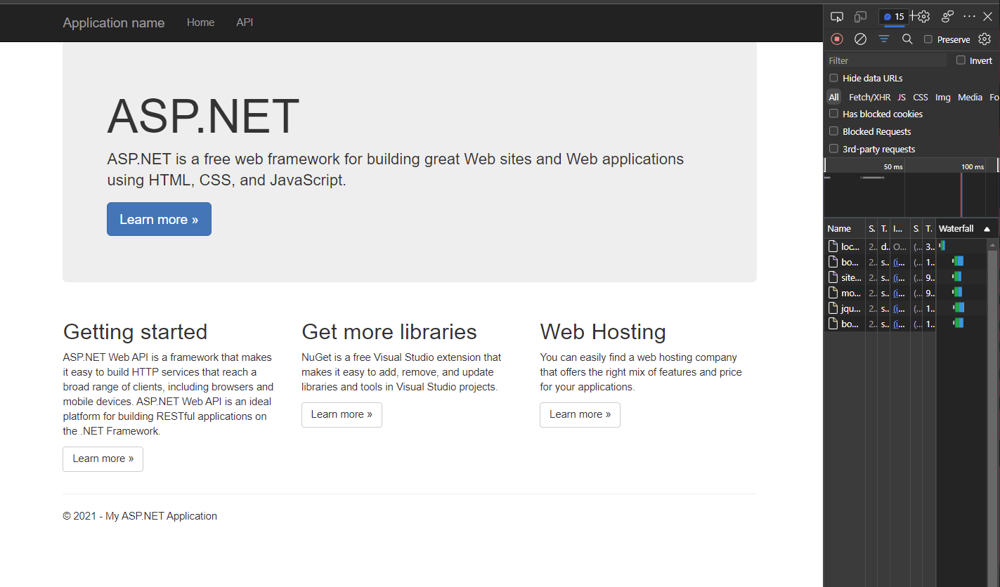 Application name Home API
ASP.NET
ASP.NET is a free web framework for building great Web sites and Web applications
using HTML, CSS, and JavaScript.
Learn more »
Getting started
ASP.NET Web API is a framework that makes
it easy to build HTTP services that reach a
broad range of clients, including browsers and
mobile devices. ASP.NET Web API is an ideal
platform for building RESTful applications on
the .NET Framework.
Learn more »
Get more libraries
NuGet is a free Visual Studio extension that
makes it easy to add, remove, and update
libraries and tools in Visual Studio projects.
Learn more »
Web Hosting
You can easily find a web hosting company
that offers the right mix of features and price
for your applications.
Learn more »
© 2021 - My ASP.NET Application
15
Preserve
Filter Invert
Hide data URLs
All Fetch/XHR JS CSS Img Media Fo
Has blocked cookies
Blocked Requests
3rd-party requests
50 ms 100 ms
Name S. T. I... S. T. Waterfall
loc... 2.. d.. O... (... 3..
bo... 2.. s.. (i... (... 1..
site... 2.. s.. (i... (... 9..
mo... 2.. s.. (i... (... 9..
jqu... 2.. s.. (i... (... 1..
bo... 2.. s.. (i... (... 1..